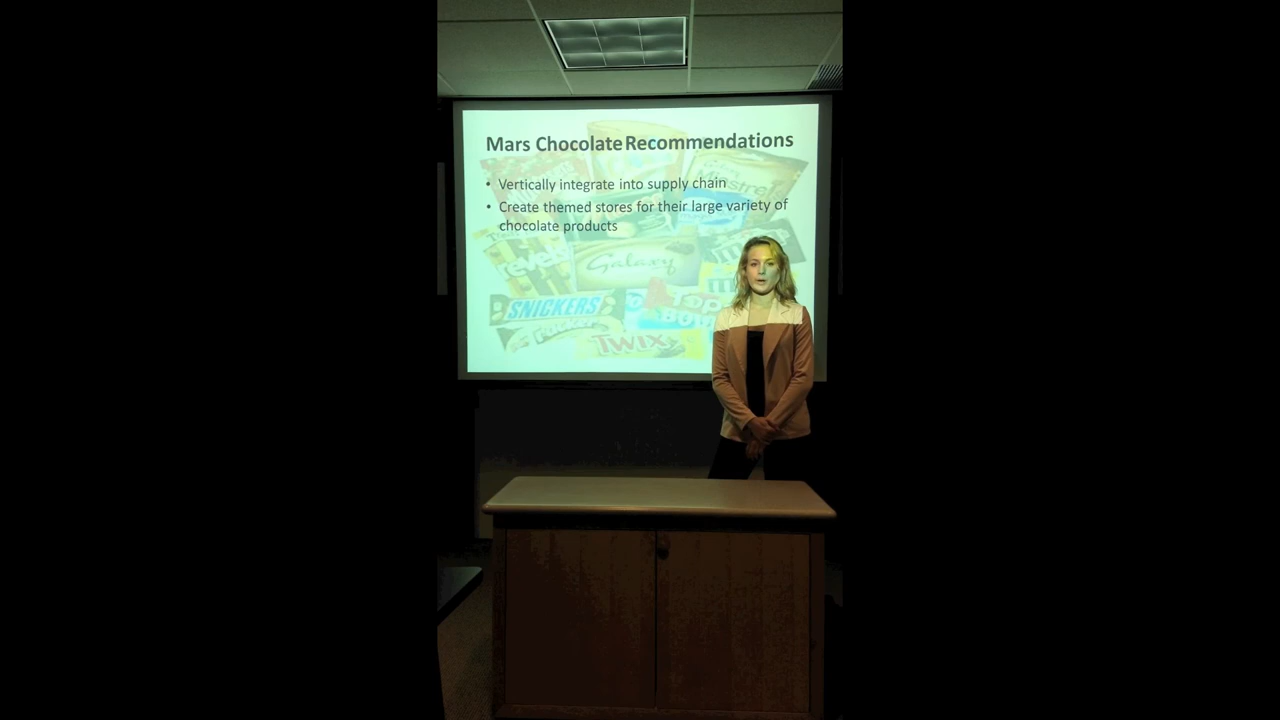 Mars Chocolate Recommendations
• Vertically integrate into supply chain
• Create themed stores for their large variety of
chocolate products
revels
Galaxy
SNICKERS
TWIX